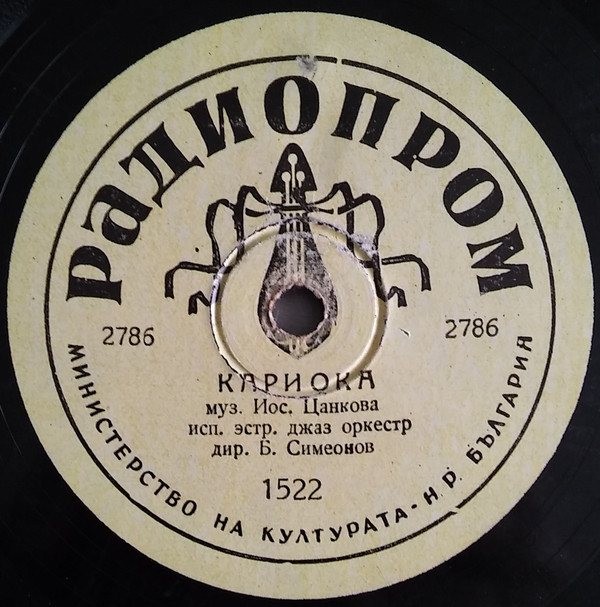 РАДИОПРОМ
2786
2786
КАРИОКА
муз. Иос. Цанкова
исп. эстр. джаз оркестр
дир. Б. Симеонов
1522
МИНИСТЕРСТВО НА КУЛТУРАТА - Н.Р. БЪЛГАРИЯ